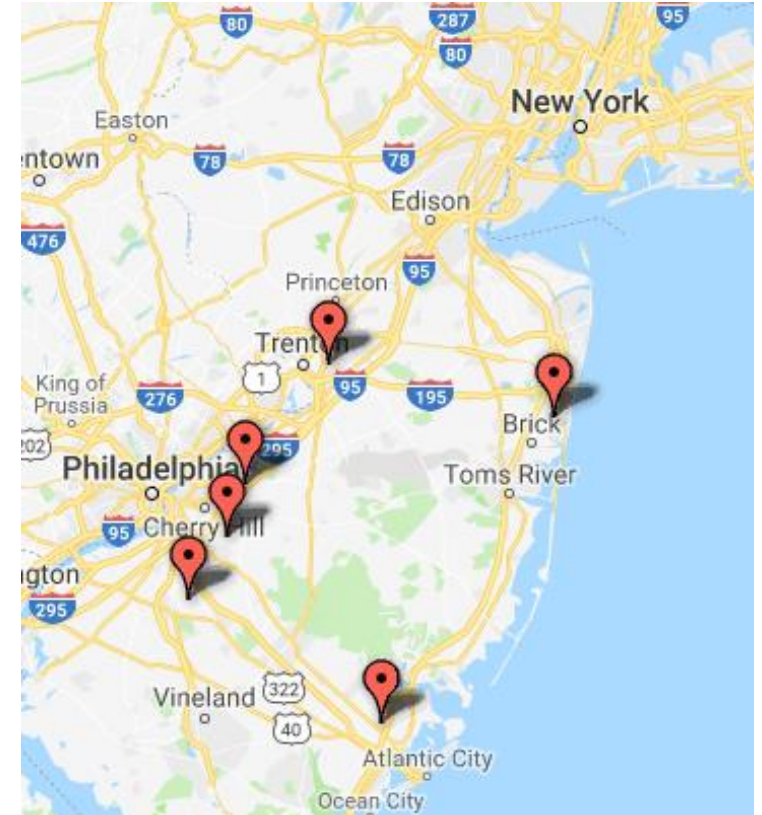 80
287
95
80
New York
Easton
78
78
entown
Edison
476
95
Princeton
Trenton
King of
Prussia
1
95
276
195
Brick
202
295
Philadelphia
Toms River
95
Cherry Hill
gton
295
Vineland
322
40
Atlantic City
Ocean City